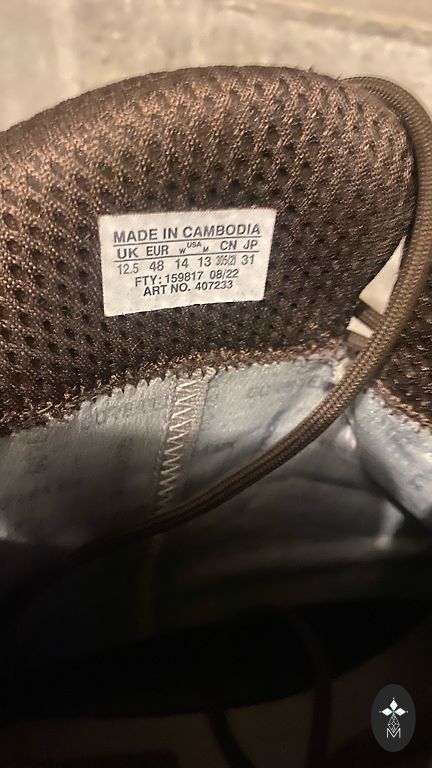 MADE IN CAMBODIA
UK EUR W USA M CN JP
12.5 48 14 13 305(2) 31
FTY: 159817 08/22
ART NO. 407233
M